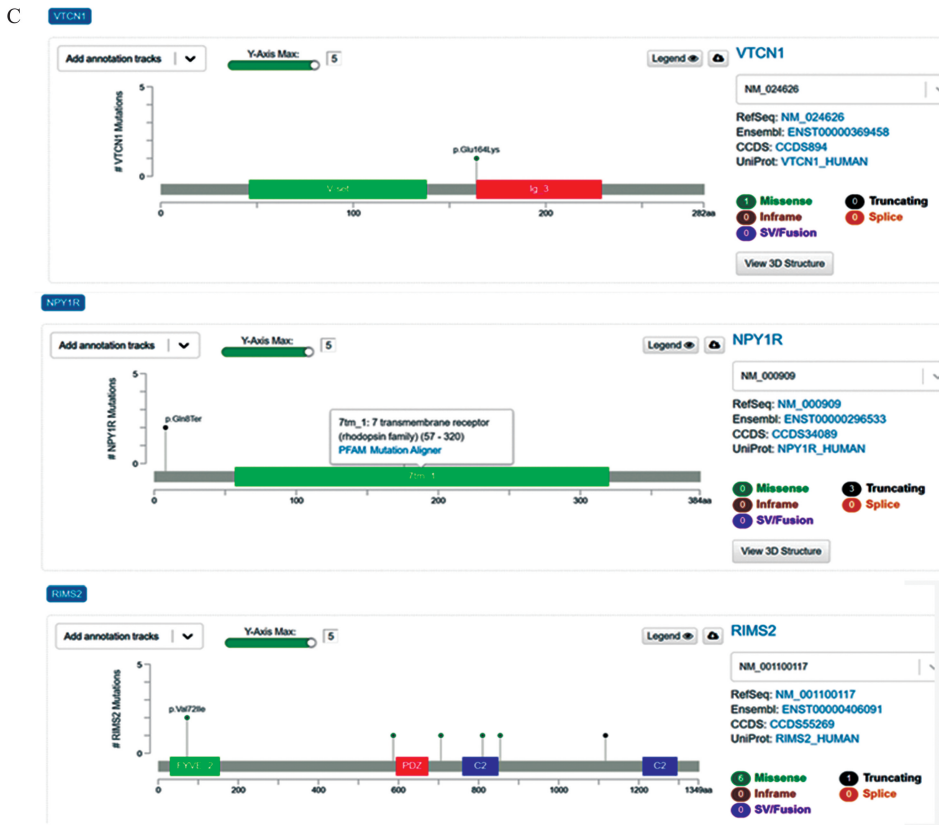 C
VTCN1
Add annotation tracks
Y-Axis Max:
5
Legend
VTCN1
NM_024626
RefSeq: NM_024626
Ensembl: ENST00000369458
CCDS: CCDS894
UniProt: VTCN1_HUMAN
# VTCN1 Mutations
5
0
p.Glu164Lys
V-set
Ig_3
0
100
200
282aa
1 Missense
0 Truncating
0 Inframe
0 Splice
0 SV/Fusion
View 3D Structure
NPY1R
Add annotation tracks
Y-Axis Max:
5
Legend
NPY1R
NM_000909
RefSeq: NM_000909
Ensembl: ENST00000296533
CCDS: CCDS34089
UniProt: NPY1R_HUMAN
# NPY1R Mutations
5
0
p.Gln8Ter
7tm_1: 7 transmembrane receptor
(rhodopsin family) (57 - 320)
PFAM Mutation Aligner
7tm_1
0
100
200
300
384aa
0 Missense
3 Truncating
0 Inframe
0 Splice
0 SV/Fusion
View 3D Structure
RIMS2
Add annotation tracks
Y-Axis Max:
5
Legend
RIMS2
NM_001100117
RefSeq: NM_001100117
Ensembl: ENST00000406091
CCDS: CCDS55269
UniProt: RIMS2_HUMAN
# RIMS2 Mutations
5
0
p.Val72Ile
FYVE_2
PDZ
C2
C2
0
200
400
600
800
1000
1200
1349aa
6 Missense
1 Truncating
0 Inframe
0 Splice
0 SV/Fusion